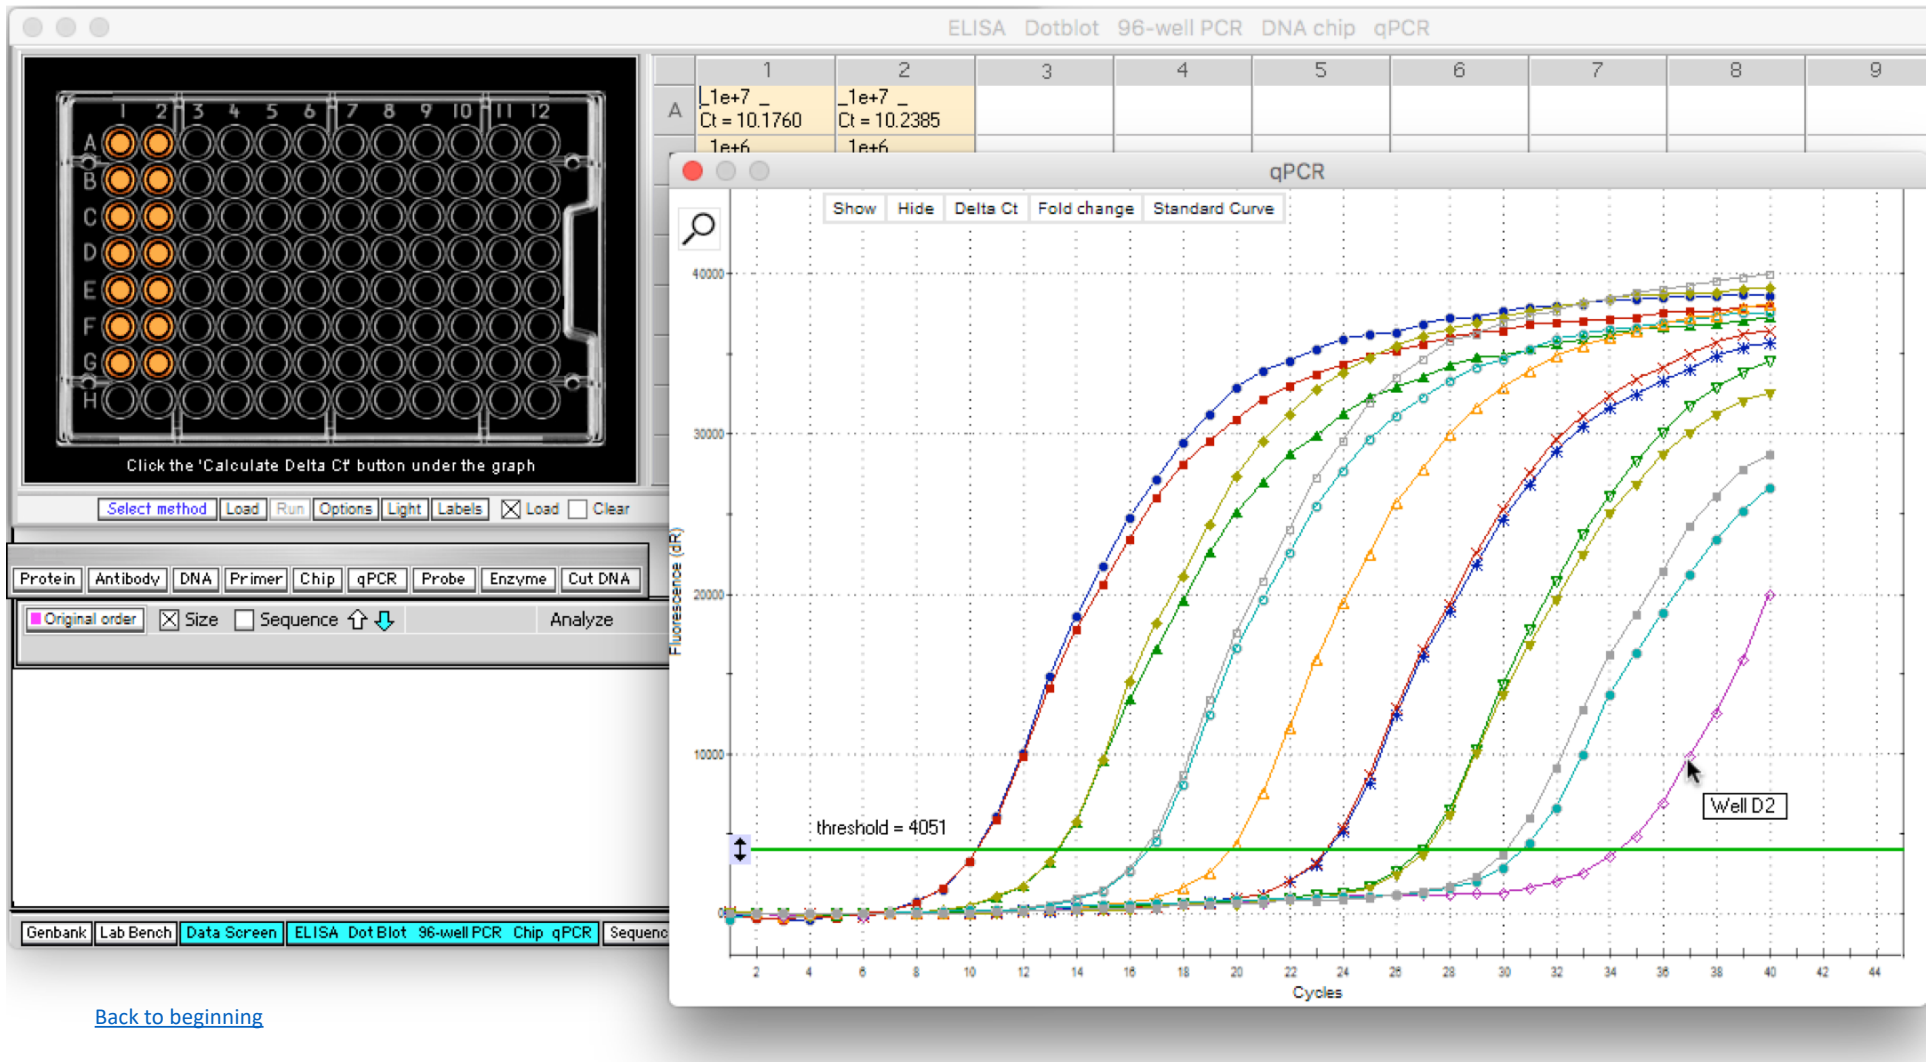 ELISA Dotblot 96-well PCR DNA chip qPCR
1 2 3 4 5 6 7 8 9 10 11 12
A
B
C
D
E
F
G
H
Click the 'Calculate Delta Ct' button under the graph
Select method Load Run Options Light Labels Load Clear
Protein Antibody DNA Primer Chip qPCR Probe Enzyme Cut DNA
Original order Size Sequence Analyze
Genbank Lab Bench Data Screen ELISA Dot Blot 96-well PCR Chip qPCR Sequenc
Back to beginning
1 2 3 4 5 6 7 8 9
A
_1e+7 _ _1e+7 _
Ct = 10.1760 Ct = 10.2385
1e+6 1e+6
qPCR
Show Hide Delta Ct Fold change Standard Curve
40000
30000
20000
10000
0
Fluorescence (dR)
threshold = 4051
Well D2
2 4 6 8 10 12 14 16 18 20 22 24 26 28 30 32 34 36 38 40 42 44
Cycles